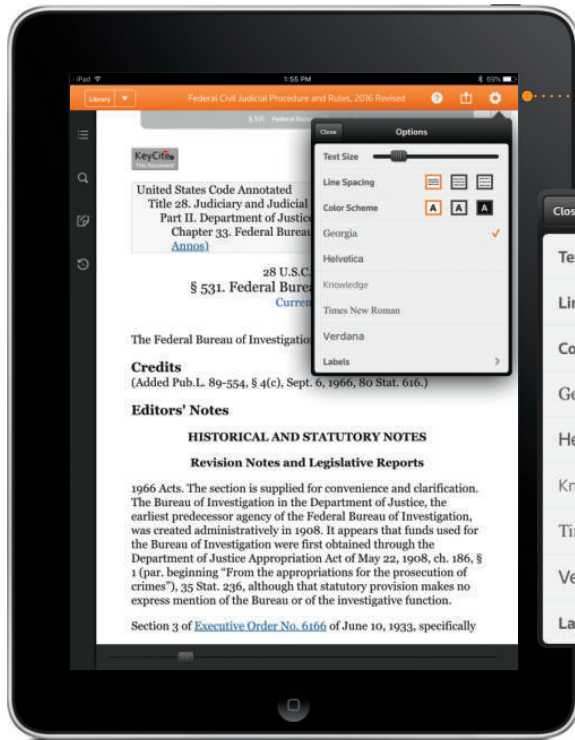 iPad
1:55 PM
69%
Library
Federal Civil Judicial Procedure and Rules, 2016 Revised
?
§ 531. Federal
KeyCite
This Document
United States Code Annotated
Title 28. Judiciary and Judicial
Part II. Department of Justice
Chapter 33. Federal Bureau
Annos)
28 U.S.C.
§ 531. Federal Bure
Curren
The Federal Bureau of Investigation
Credits
(Added Pub.L. 89-554, § 4(c), Sept. 6, 1966, 80 Stat. 616.)
Editors' Notes
HISTORICAL AND STATUTORY NOTES
Revision Notes and Legislative Reports
1966 Acts. The section is supplied for convenience and clarification.
The Bureau of Investigation in the Department of Justice, the
earliest predecessor agency of the Federal Bureau of Investigation,
was created administratively in 1908. It appears that funds used for
the Bureau of Investigation were first obtained through the
Department of Justice Appropriation Act of May 22, 1908, ch. 186, §
1 (par. beginning "From the appropriations for the prosecution of
crimes"), 35 Stat. 236, although that statutory provision makes no
express mention of the Bureau or of the investigative function.
Section 3 of Executive Order No. 6166 of June 10, 1933, specifically
Close
Options
Text Size
Line Spacing
Color Scheme
A A A
Georgia
Helvetica
Knowledge
Times New Roman
Verdana
Labels
Clos
Te
Lin
Co
Ge
He
Kn
Tin
Ve
La